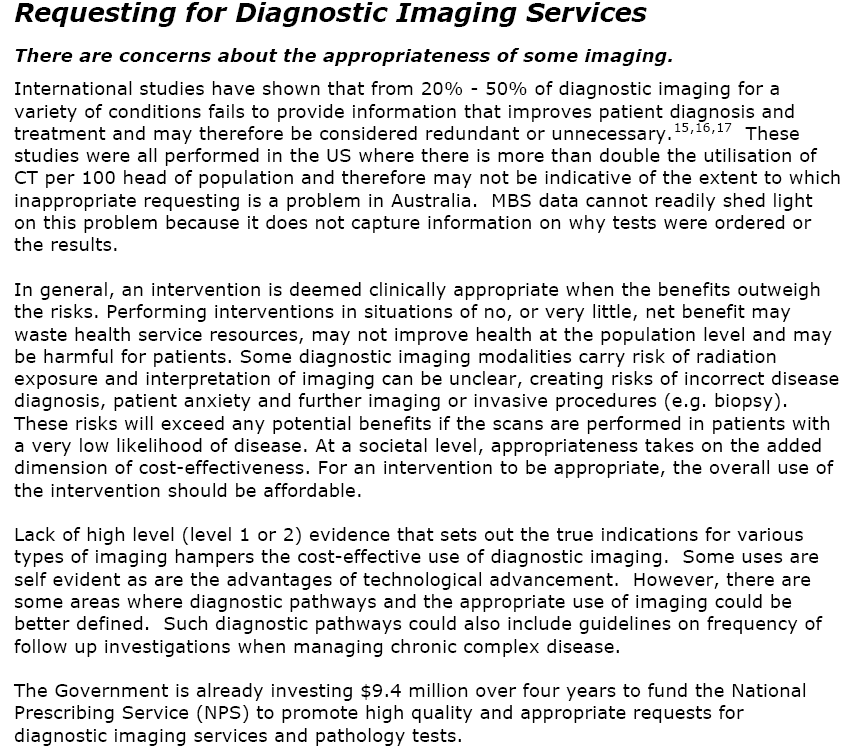 Requesting for Diagnostic Imaging Services
There are concerns about the appropriateness of some imaging.
International studies have shown that from 20% - 50% of diagnostic imaging for a
variety of conditions fails to provide information that improves patient diagnosis and
treatment and may therefore be considered redundant or unnecessary.15,16,17 These
studies were all performed in the US where there is more than double the utilisation of
CT per 100 head of population and therefore may not be indicative of the extent to which
inappropriate requesting is a problem in Australia. MBS data cannot readily shed light
on this problem because it does not capture information on why tests were ordered or
the results.
In general, an intervention is deemed clinically appropriate when the benefits outweigh
the risks. Performing interventions in situations of no, or very little, net benefit may
waste health service resources, may not improve health at the population level and may
be harmful for patients. Some diagnostic imaging modalities carry risk of radiation
exposure and interpretation of imaging can be unclear, creating risks of incorrect disease
diagnosis, patient anxiety and further imaging or invasive procedures (e.g. biopsy).
These risks will exceed any potential benefits if the scans are performed in patients with
a very low likelihood of disease. At a societal level, appropriateness takes on the added
dimension of cost-effectiveness. For an intervention to be appropriate, the overall use of
the intervention should be affordable.
Lack of high level (level 1 or 2) evidence that sets out the true indications for various
types of imaging hampers the cost-effective use of diagnostic imaging. Some uses are
self evident as are the advantages of technological advancement. However, there are
some areas where diagnostic pathways and the appropriate use of imaging could be
better defined. Such diagnostic pathways could also include guidelines on frequency of
follow up investigations when managing chronic complex disease.
The Government is already investing $9.4 million over four years to fund the National
Prescribing Service (NPS) to promote high quality and appropriate requests for
diagnostic imaging services and pathology tests.